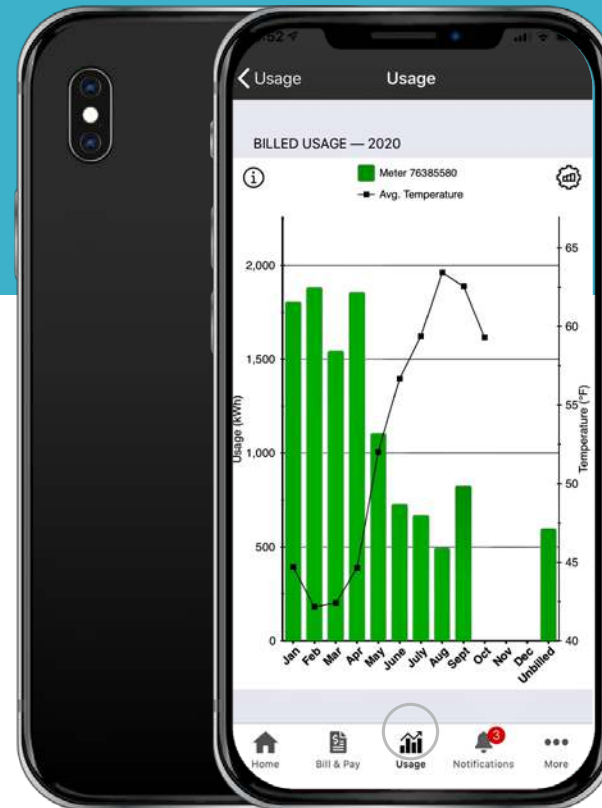 Usage
Usage
BILLED USAGE — 2020
Meter 76385580
Avg. Temperature
Usage (kWh)
2,000
1,500
1,000
500
0
Temperature (°F)
65
60
55
50
45
40
Jan Feb Mar Apr May June July Aug Sept Oct Nov Dec Unbilled
3
Home Bill & Pay Usage Notifications More